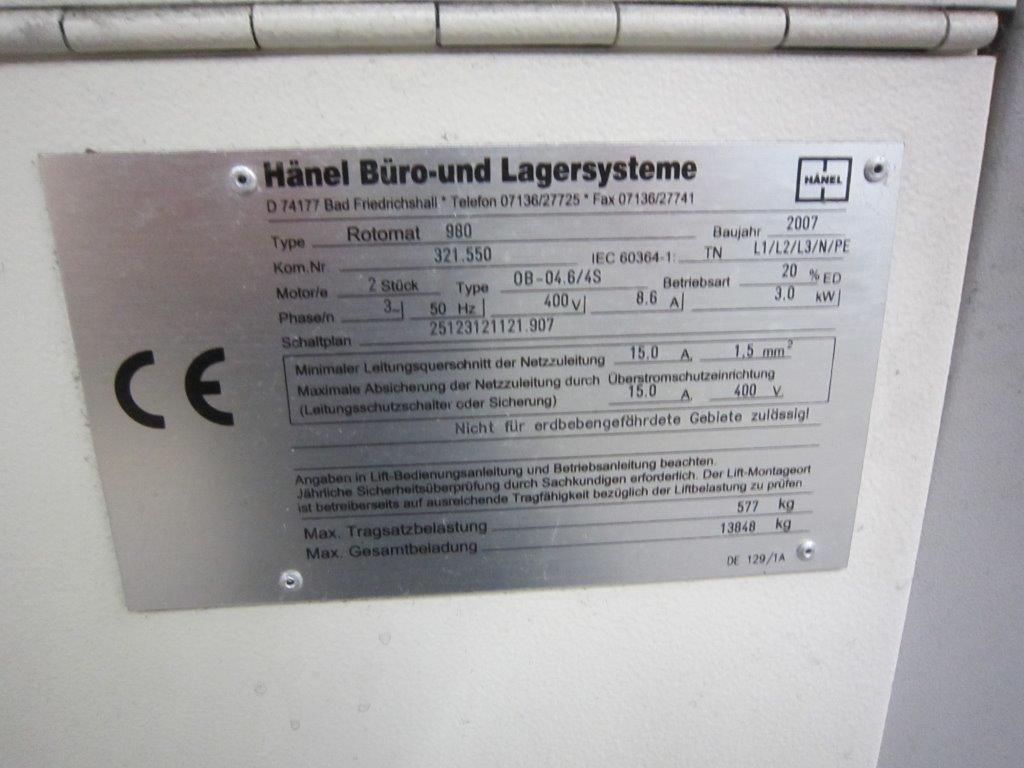 Hänel Büro-und Lagersysteme
HÄNEL
D 74177 Bad Friedrichshall * Telefon 07136/27725 * Fax 07136/27741
Type Rotomat 980 Baujahr 2007
Kom.Nr. 321.550 IEC 60364-1: TN L1/L2/L3/N/PE
Motor/e 2 Stück Type OB-04.6/4S Betriebsart 20 % ED
Phase/n 3~ 50 Hz 400 V 8.6 A 3.0 kW
Schaltplan 25123121121.907
Minimaler Leitungsquerschnitt der Netzzuleitung 15.0 A 1,5 mm²
Maximale Absicherung der Netzzuleitung durch Überstromschutzeinrichtung
(Leitungsschutzschalter oder Sicherung) 15.0 A 400 V
Nicht für erdbebengefährdete Gebiete zulässig!
CE
Angaben in Lift-Bedienungsanleitung und Betriebsanleitung beachten.
Jährliche Sicherheitsüberprüfung durch Sachkundigen erforderlich. Der Lift-Montageort
ist betreiberseits auf ausreichende Tragfähigkeit bezüglich der Liftbelastung zu prüfen
Max. Tragsatzbelastung 577 kg
Max. Gesamtbeladung 13848 kg
DE 129/1A